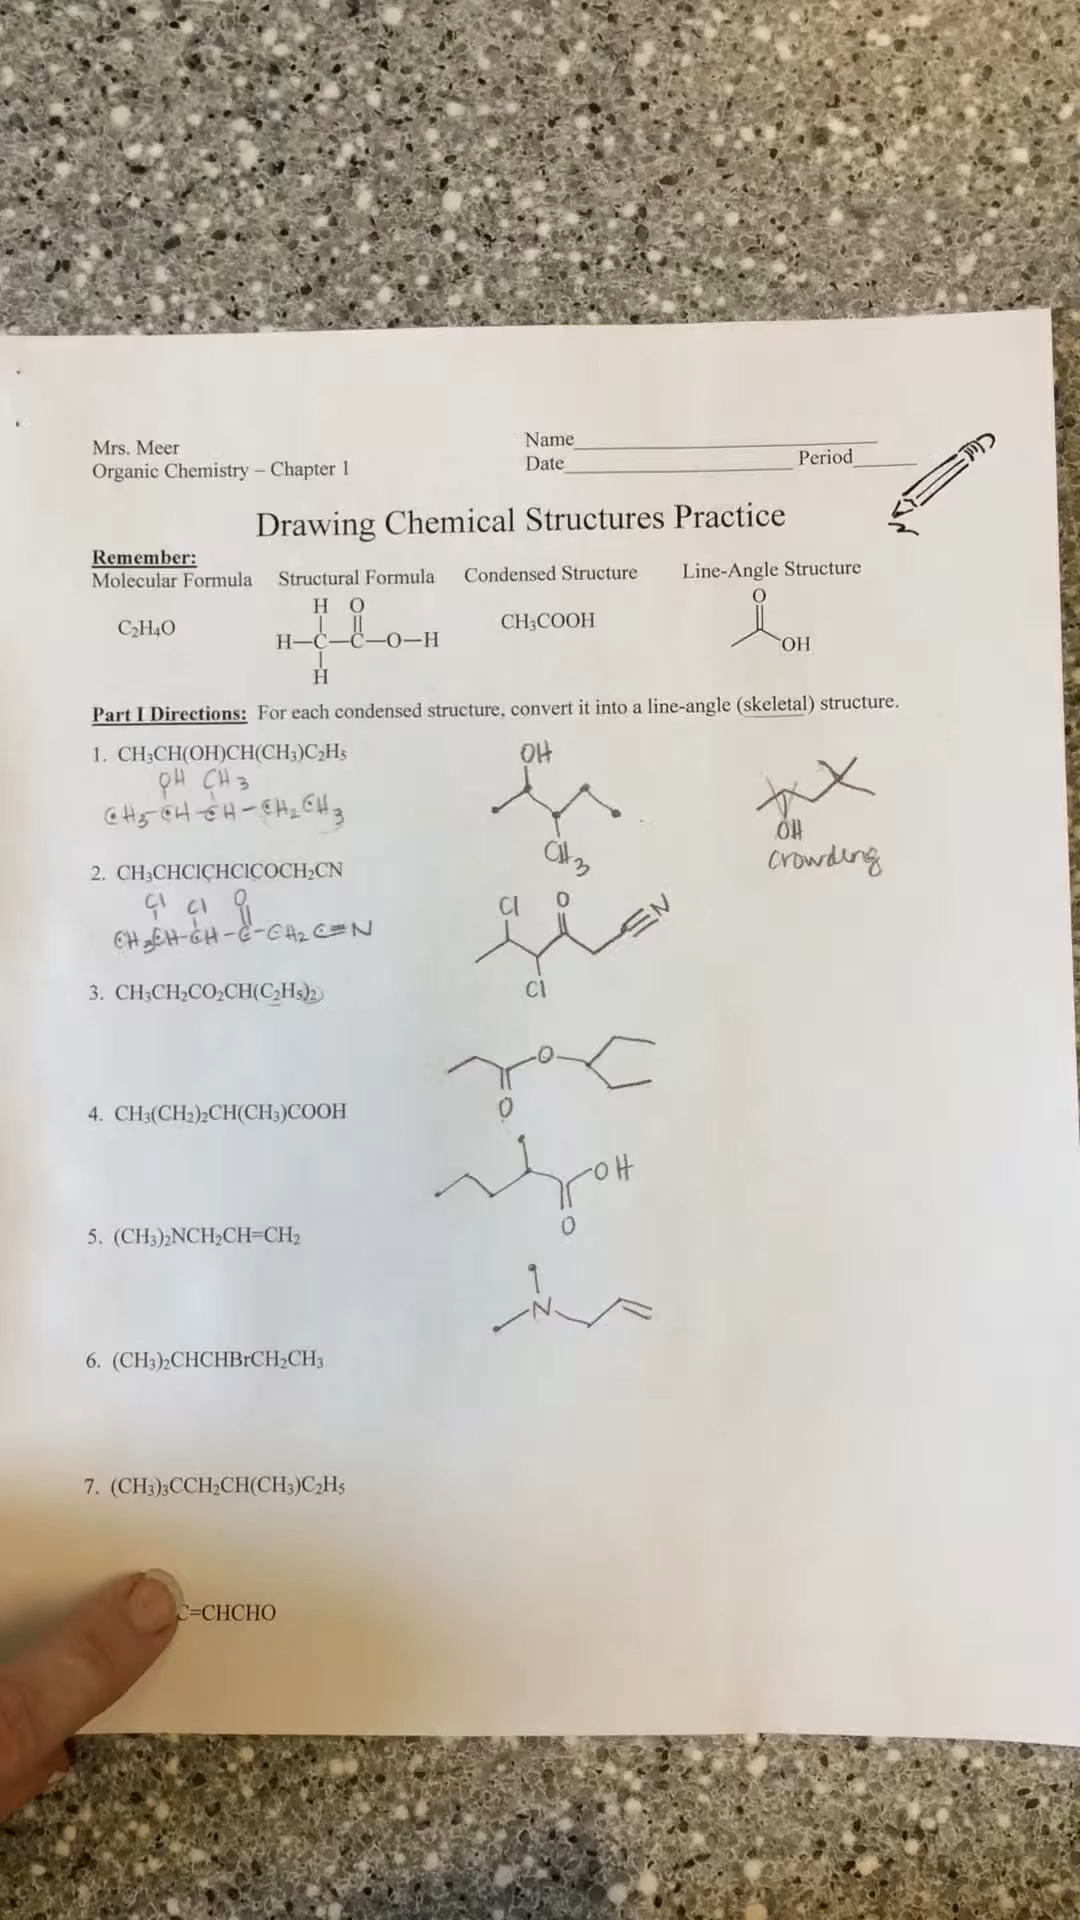 Mrs. Meer
Name
Organic Chemistry – Chapter 1
Date Period
Drawing Chemical Structures Practice
Remember:
Molecular Formula Structural Formula Condensed Structure Line-Angle Structure
H O O
C₂H₄O H—C—C—O—H CH₃COOH OH
H
Part I Directions: For each condensed structure, convert it into a line-angle (skeletal) structure.
1. CH₃CH(OH)CH(CH₃)C₂H₅ OH
OH CH3
CH3-CH-CH-CH2CH3 OH
CH3 crowding
2. CH₃CHClCHClCOCH₂CN
Cl Cl O Cl O N
CH3CH-CH-C-CH2C≡N
Cl
3. CH₃CH₂CO₂CH(C₂H₅)₂
O
O
4. CH₃(CH₂)₂CH(CH₃)COOH
OH
O
5. (CH₃)₂NCH₂CH=CH₂
N
6. (CH₃)₂CHCHBrCH₂CH₃
7. (CH₃)₃CCH₂CH(CH₃)C₂H₅
C=CHCHO